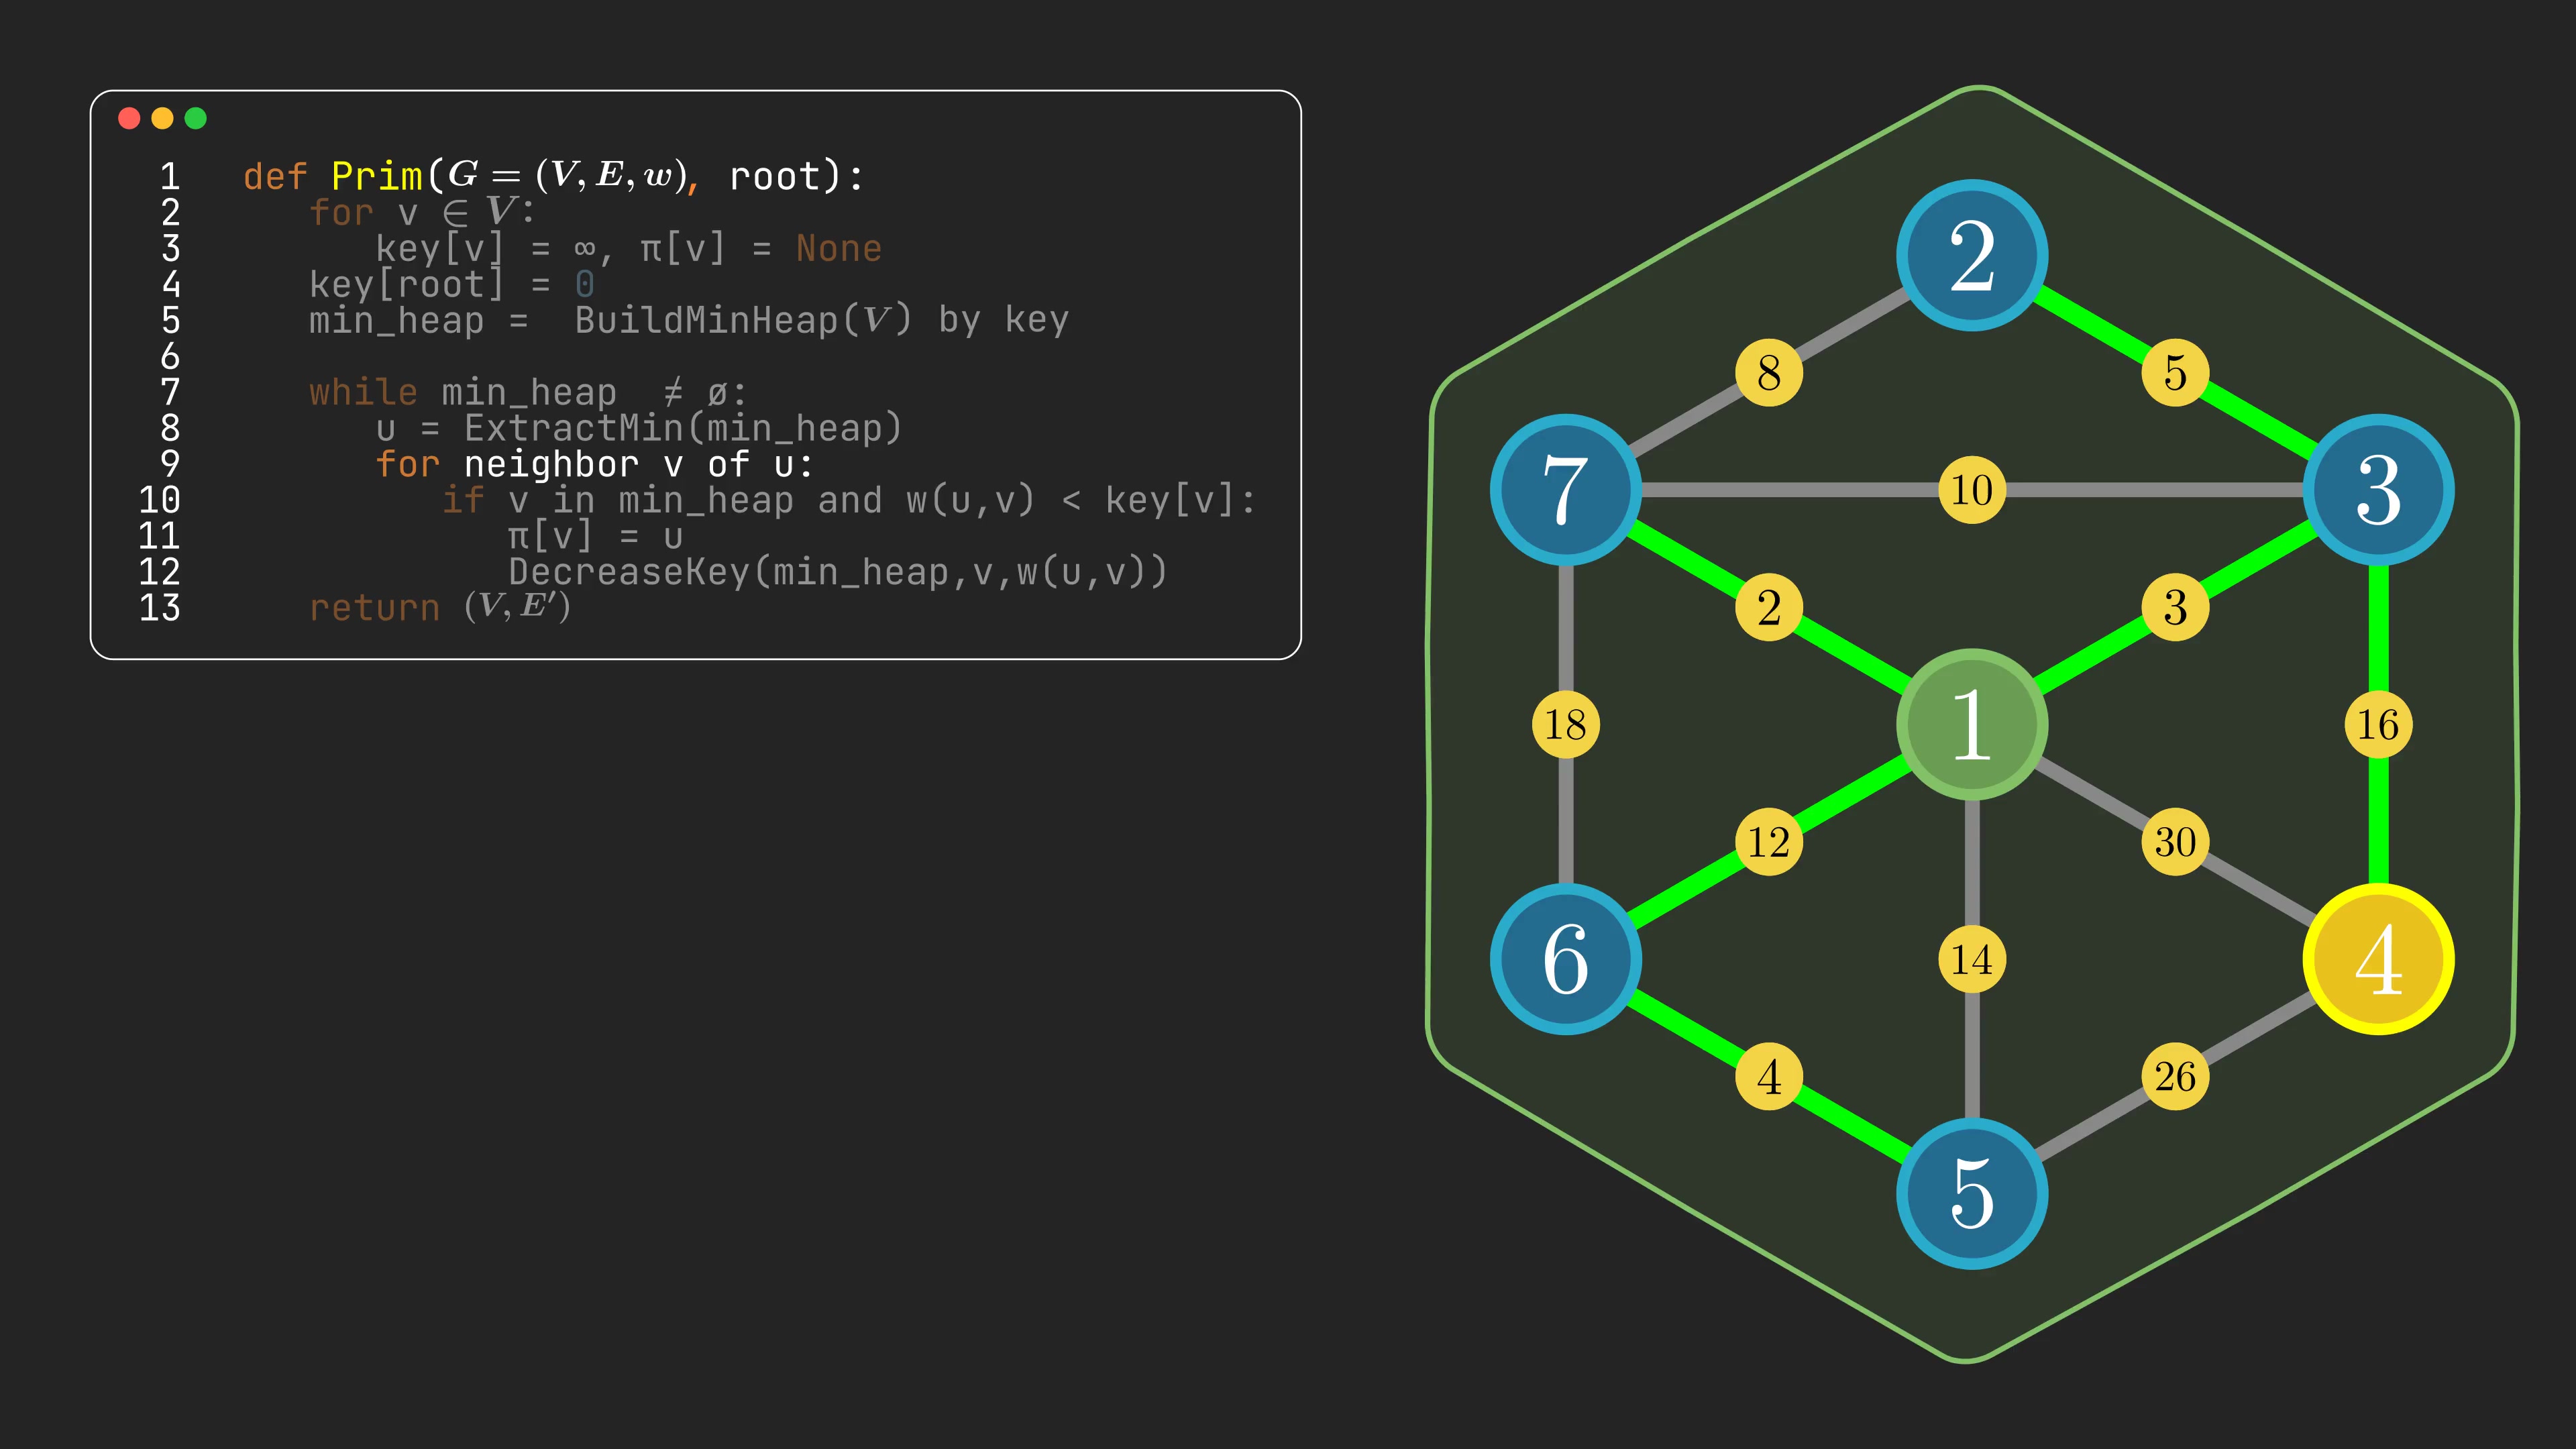 1 def Prim(G = (V, E, w), root):
2 for v ∈ V:
3 key[v] = ∞, π[v] = None
4 key[root] = 0
5 min_heap = BuildMinHeap(V) by key
6
7 while min_heap ≠ ø:
8 u = ExtractMin(min_heap)
9 for neighbor v of u:
10 if v in min_heap and w(u,v) < key[v]:
11 π[v] = u
12 DecreaseKey(min_heap,v,w(u,v))
13 return (V, E′)
2
8
5
7
10
3
2
3
18
1
16
12
30
6
14
4
4
26
5